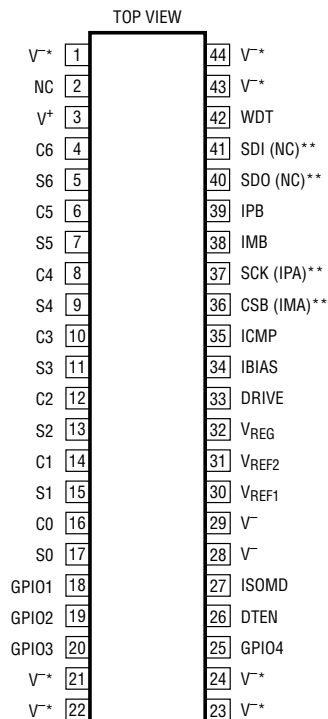 TOP VIEW
V–* 1 44 V–*
NC 2 43 V–*
V+ 3 42 WDT
C6 4 41 SDI (NC)**
S6 5 40 SDO (NC)**
C5 6 39 IPB
S5 7 38 IMB
C4 8 37 SCK (IPA)**
S4 9 36 CSB (IMA)**
C3 10 35 ICMP
S3 11 34 IBIAS
C2 12 33 DRIVE
S2 13 32 VREG
C1 14 31 VREF2
S1 15 30 VREF1
C0 16 29 V–
S0 17 28 V–
GPIO1 18 27 ISOMD
GPIO2 19 26 DTEN
GPIO3 20 25 GPIO4
V–* 21 24 V–*
V–* 22 23 V–*